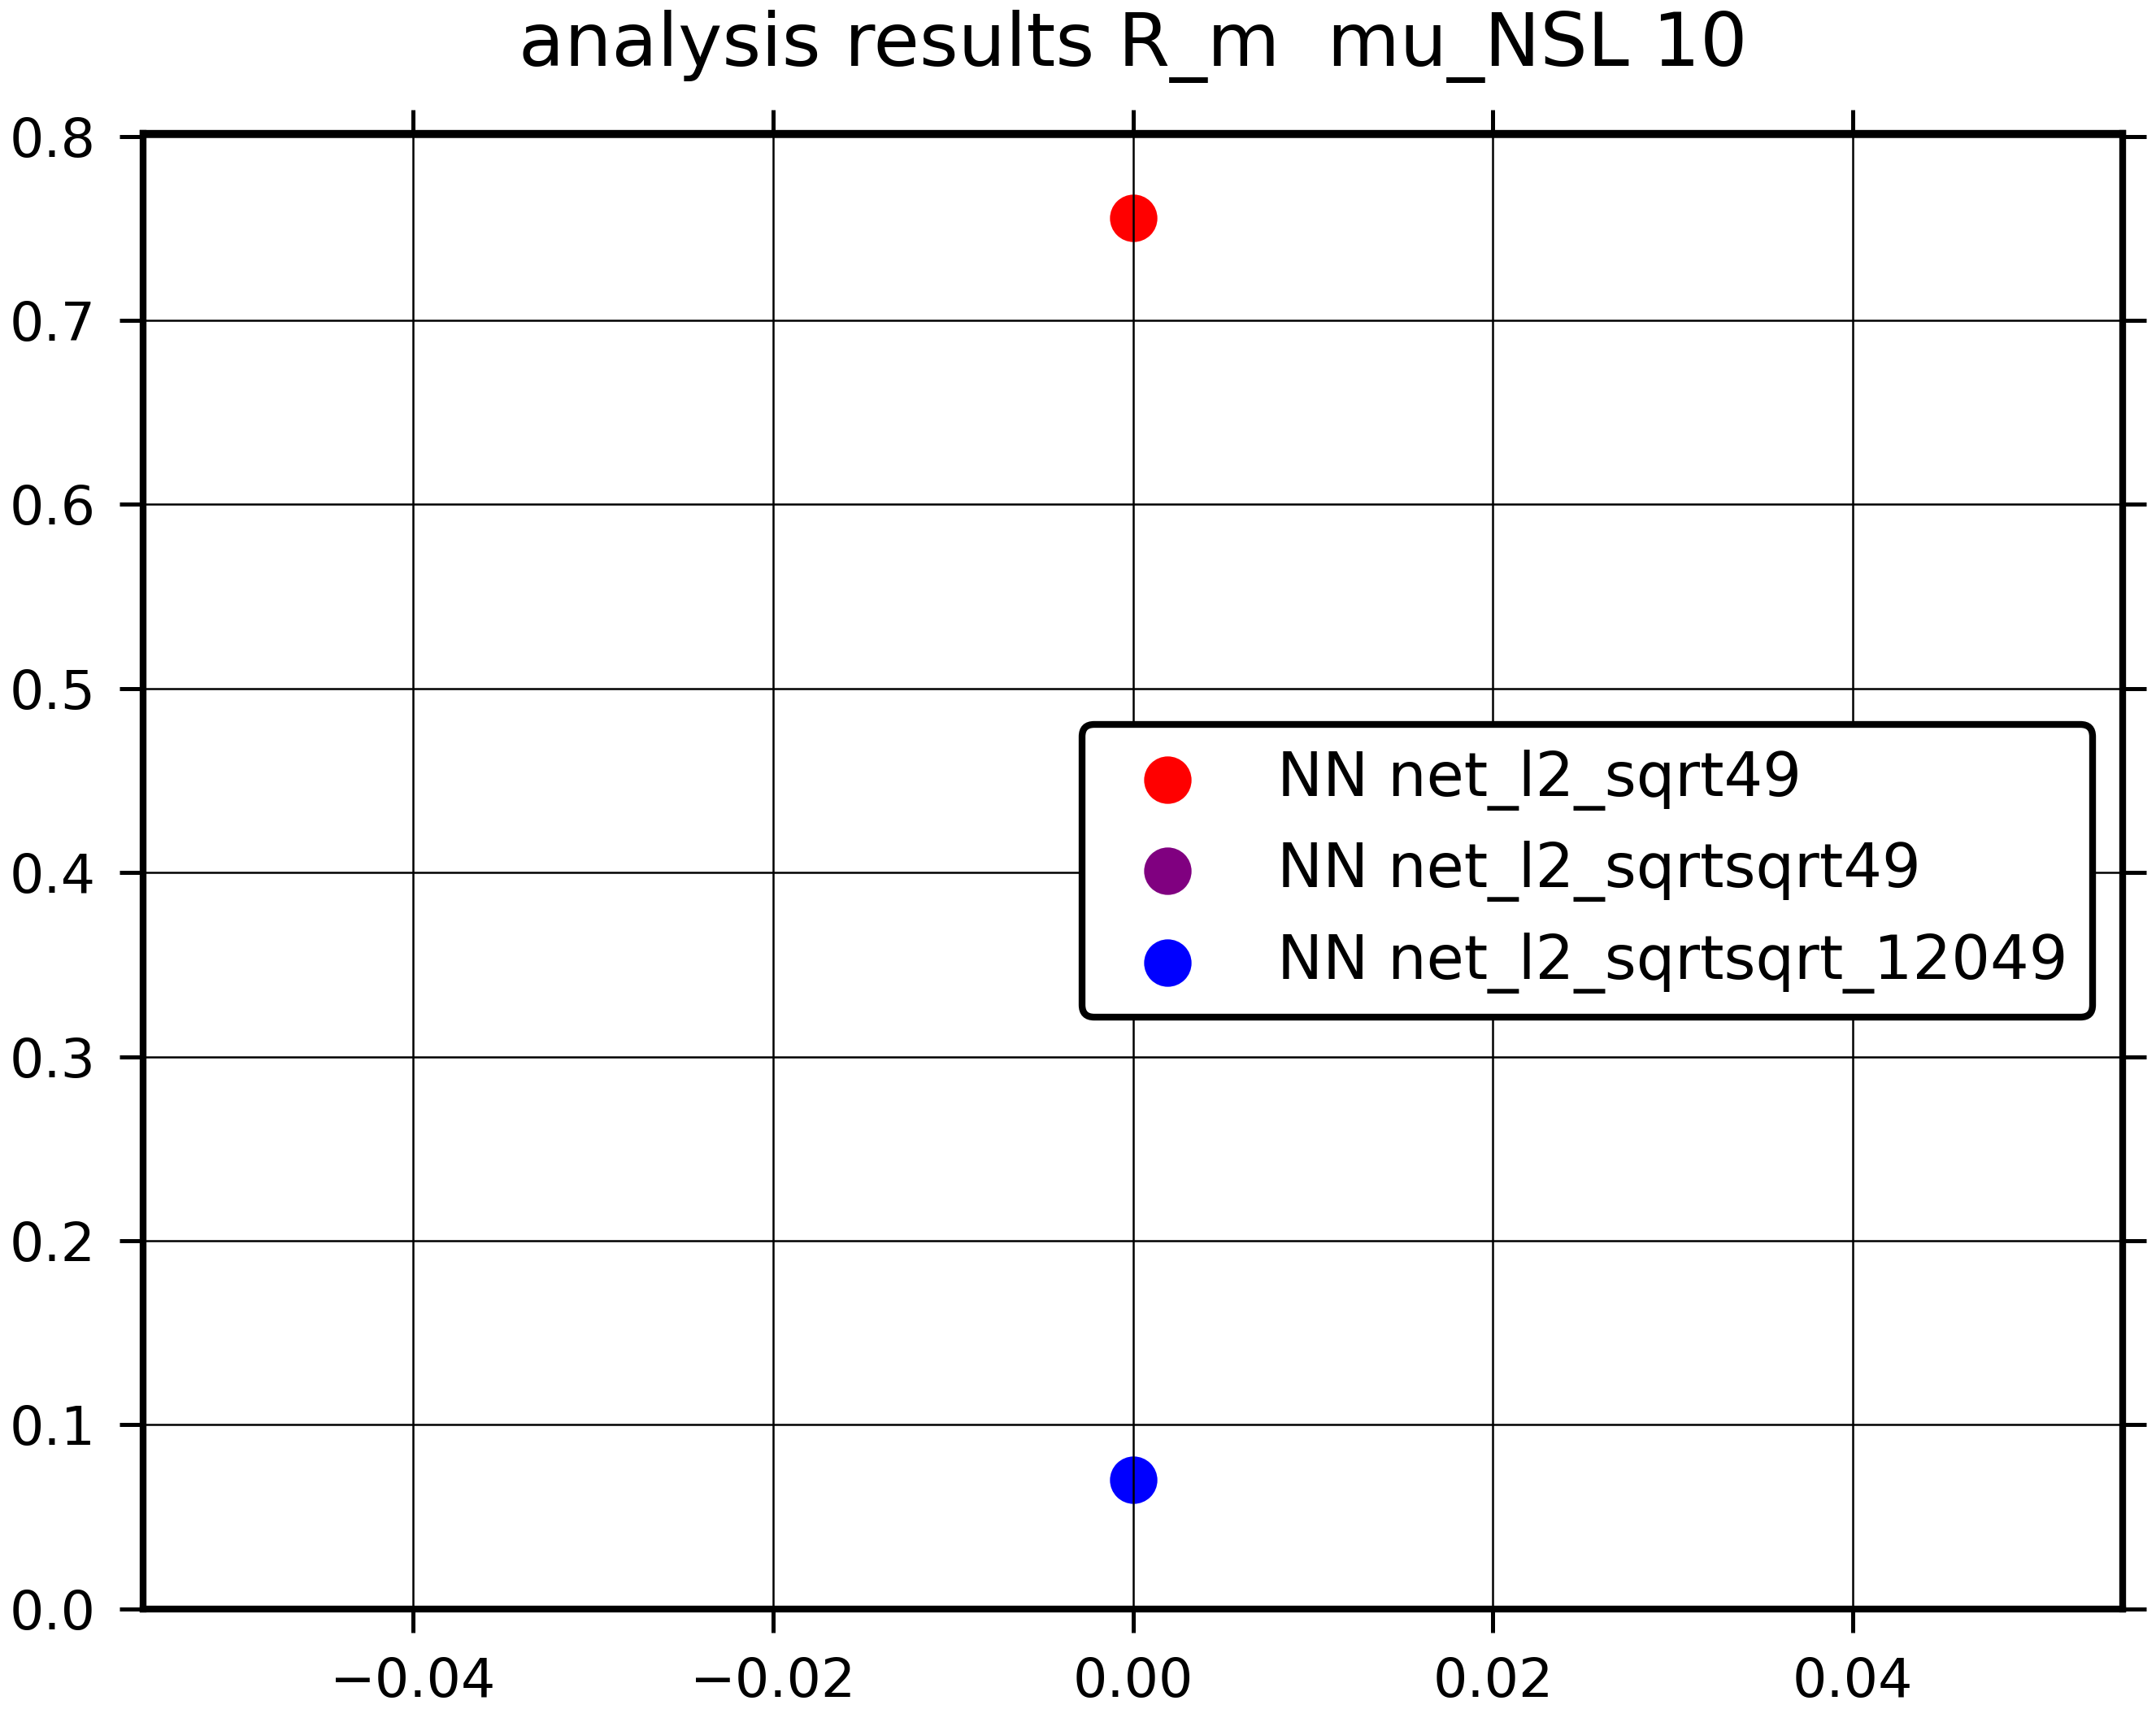 analysis results R_m  mu_NSL 10
0.8
0.7
0.6
0.5
0.4
0.3
0.2
0.1
0.0
NN net_l2_sqrt49
NN net_l2_sqrtsqrt49
NN net_l2_sqrtsqrt_12049
−0.04 −0.02 0.00 0.02 0.04